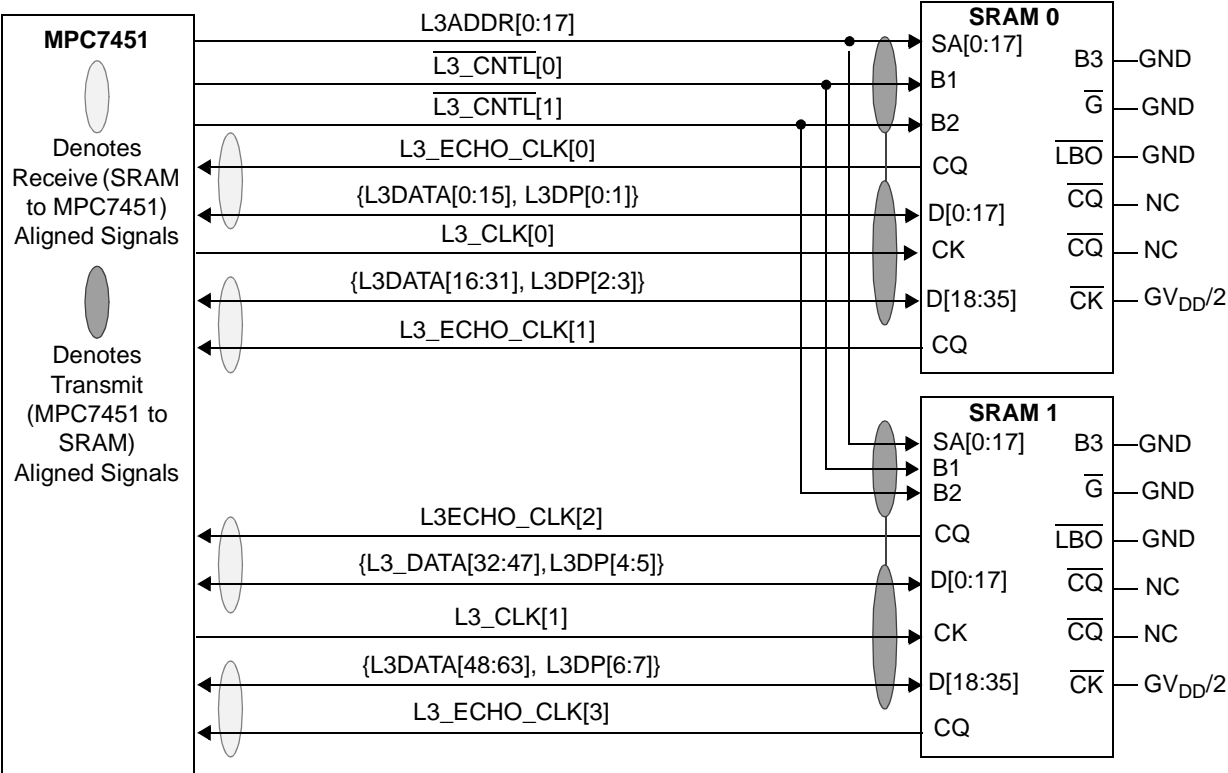 MPC7451
Denotes
Receive (SRAM
to MPC7451)
Aligned Signals
Denotes
Transmit
(MPC7451 to
SRAM)
Aligned Signals
L3ADDR[0:17]
L3_CNTL[0]
L3_CNTL[1]
L3_ECHO_CLK[0]
{L3DATA[0:15], L3DP[0:1]}
L3_CLK[0]
{L3DATA[16:31], L3DP[2:3]}
L3_ECHO_CLK[1]
SRAM 0
SA[0:17]
B1
B2
CQ
D[0:17]
CK
D[18:35]
CQ
B3 GND
G GND
LBO GND
CQ NC
CQ NC
CK GVDD/2
L3ECHO_CLK[2]
{L3_DATA[32:47],L3DP[4:5]}
L3_CLK[1]
{L3DATA[48:63], L3DP[6:7]}
L3_ECHO_CLK[3]
SRAM 1
SA[0:17]
B1
B2
CQ
D[0:17]
CK
D[18:35]
CQ
B3 GND
G GND
LBO GND
CQ NC
CQ NC
CK GVDD/2